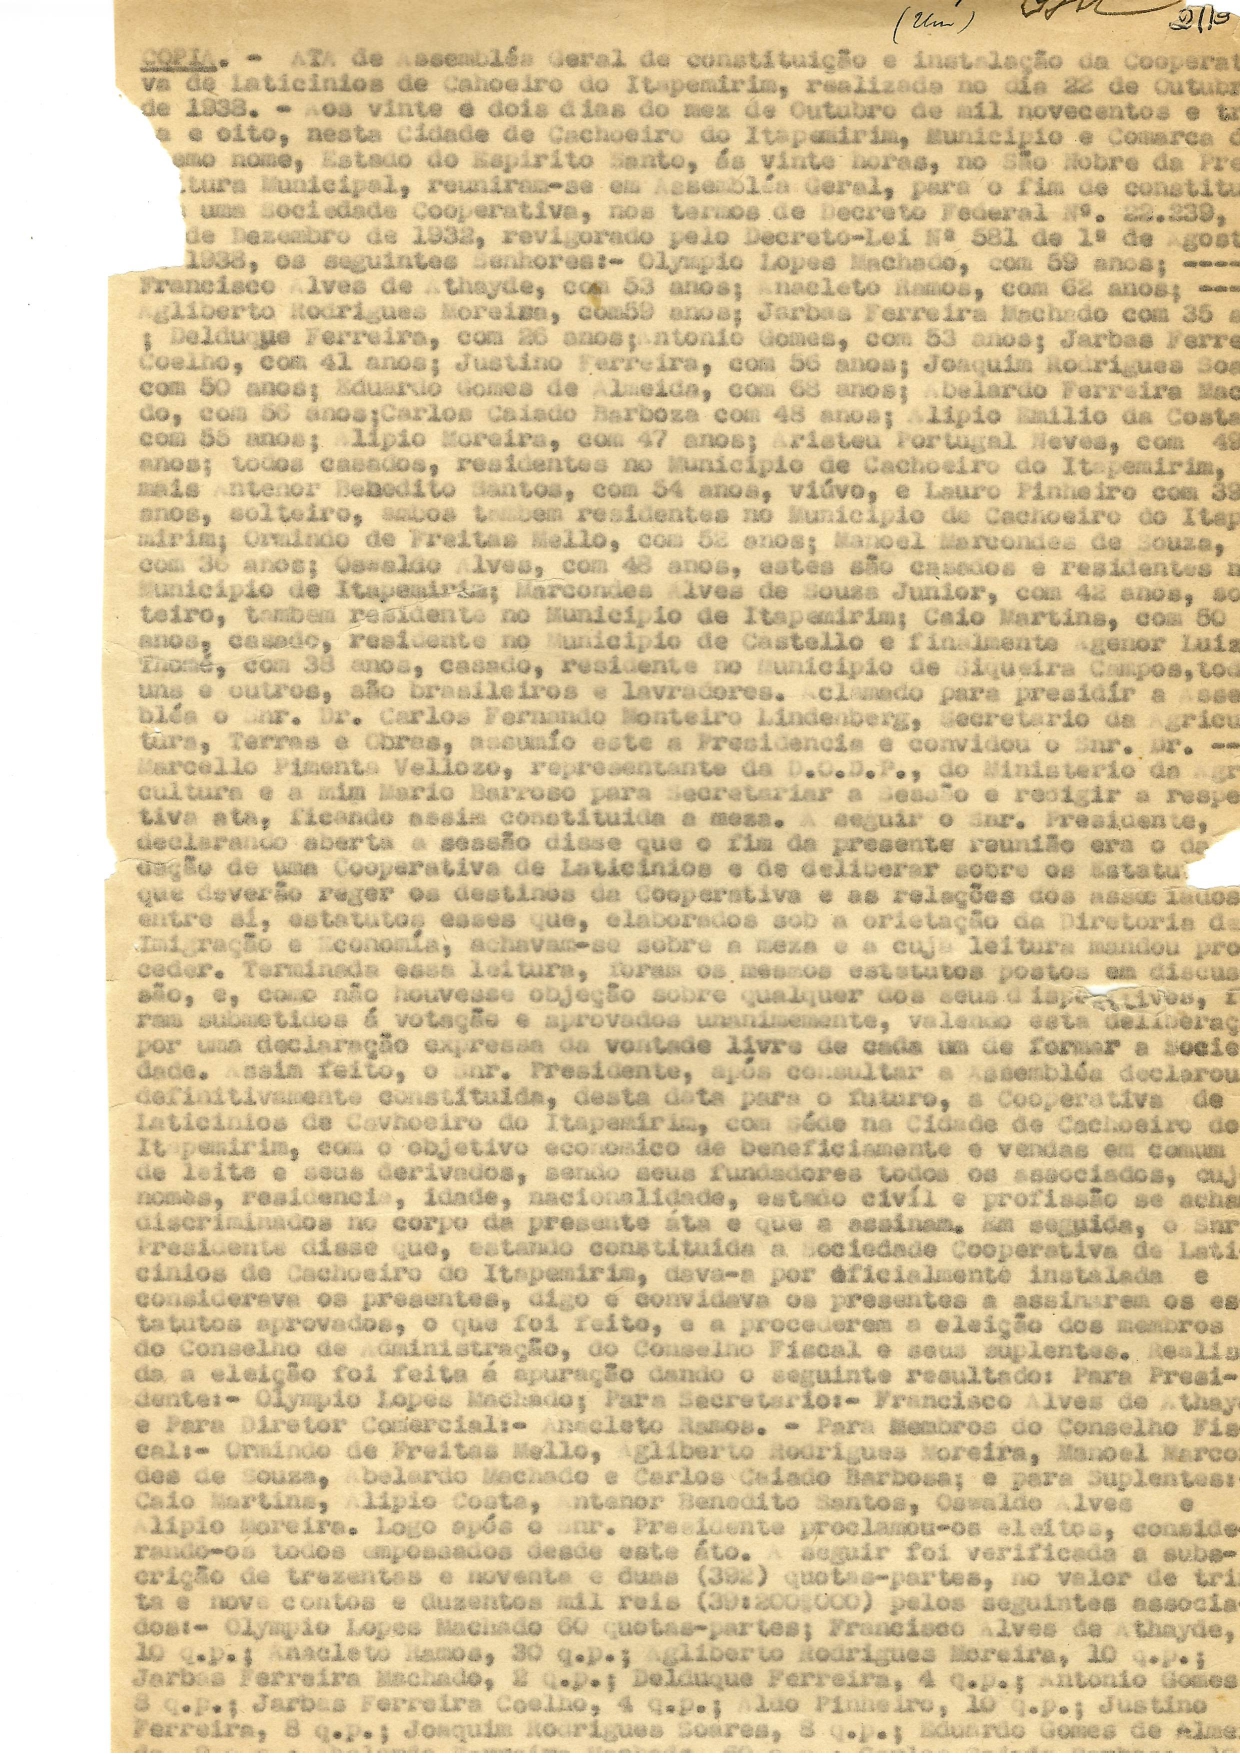 (2um)
COPIA. - ATA de Assembléa Geral de constituição e instalação da Cooperat
va de Laticinios de Cahoeiro do Itapemirim, realizada no dia 22 de Outubr
de 1938. - Aos vinte e dois dias do mez de Outubro de mil novecentos e tr
a e oito, nesta Cidade de Cachoeiro do Itapemirim, Municipio e Comarca d
emo nome, Estado do Espirito Santo, ás vinte horas, no São Nobre da Pre
itura Municipal, reuniram-se em Assembléa Geral, para o fim de constitu
uma Sociedade Cooperativa, nos termos de Decreto Federal Nº. 22.239,
de Dezembro de 1932, revigorado pelo Decreto-Lei Nº 581 de 1º de Agost
1938, os seguintes Senhores:- Olympio Lopes Machado, com 59 anos; ----
Francisco Alves de Athayde, com 53 anos; Anacleto Ramos, com 62 anos; ---
Agliberto Rodrigues Moreira, com59 anos; Jarbas Ferreira Machado com 35 a
; Delduque Ferreira, com 26 anos;Antonio Gomes, com 53 anos; Jarbas Ferre
Coelho, com 41 anos; Justino Ferreira, com 56 anos; Joaquim Rodrigues Soa
com 50 anos; Eduardo Gomes de Almeida, com 68 anos; Abelardo Ferreira Mac
do, com 56 anos;Carlos Caiado Barboza com 48 anos; Alipio Emilio da Costa
com 55 anos; Alipio Moreira, com 47 anos; Aristeu Portugal Neves, com 49
anos; todos casados, residentes no Municipio de Cachoeiro do Itapemirim,
mais Antenor Benedito Santos, com 54 anos, viúvo, e Lauro Pinheiro com 39
anos, solteiro, ambos tambem residentes no Municipio de Cachoeiro do Itap
mirim; Ormindo de Freitas Mello, com 52 anos; Manoel Marcondes de Souza,
com 36 anos; Oswaldo Alves, com 48 anos, estes são casados e residentes n
Municipio de Itapemirim; Marcondes Alves de Souza Junior, com 42 anos, so
teiro, tambem residente no Municipio de Itapemirim; Caio Martins, com 50
anos, casado, residente no Municipio de Castello e finalmente Agenor Luiz
Thomé, com 38 anos, casado, residente no Municipio de Siqueira Campos,tod
uns e outros, são brasileiros e lavradores. Aclamado para presidír a Asse
bléa o Snr. Dr. Carlos Fernando Monteiro Lindenberg, Secretario da Agricu
tura, Terras e Obras, assumío este a Presidencia e convidou o Snr. Dr. --
Marcello Pimenta Vellozo, representante da D.O.D.P., do Ministerio da Agr
cultura e a mim Mario Barroso para Secretariar a Sessão e redigir a respe
tiva ata, ficando assim constituida a meza. A seguir o Snr. Presidente,
declarando aberta a sessão disse que o fim da presente reunião era o da
dação de uma Cooperativa de Laticinios e de deliberar sobre os Estatu
que deverão reger os destinos da Cooperativa e as relações dos associados
entre sí, estatutos esses que, elaborados sob a orietação da Diretoria de
Imigração e Economía, achavam-se sobre a meza e a cuja leitura mandou pro
ceder. Terminada essa leitura, foram os mesmos estatutos postos em discus
são, e, como não houvesse objeção sobre qualquer dos seus dispositivos, f
ram submetidos á votação e aprovados unanimemente, valendo esta deliberaç
por uma declaração expressa da vontade livre de cada um de formar a Socie
dade. Assim feito, o Snr. Presidente, após consultar a Assembléa declarou
definitivamente constituida, desta data para o futuro, a Cooperativa de
Laticinios de Cavhoeiro do Itapemirim, com Séde na Cidade de Cachoeiro do
Itapemirim, com o objetivo economico de beneficiamente e vendas em comum
de leite e seus derivados, sendo seus fundadores todos os associados, cuj
nomes, residencia, idade, nacionalidade, estado civíl e profissão se acha
discriminados no corpo da presente áta e que a assinam. Em seguida, o Snr
Presidente disse que, estando constituída a Sociedade Cooperativa de Lati
cinios de Cachoeiro do Itapemirim, dava-a por oficialmente instalada e
considerava os presentes, digo e convidava os presentes a assinarem os es
tatutos aprovados, o que foi feito, e a procederem a eleição dos membros
do Conselho de Administração, do Conselho Fiscal e seus suplentes. Realis
da a eleição foi feita á apuração dando o seguinte resultado: Para Presi-
dente:- Olympio Lopes Machado; Para Secretario:- Francisco Alves de Athay
e Para Diretor Comercial:- Anacleto Ramos. - Para Membros do Conselho Fis
cal:- Ormindo de Freitas Mello, Agliberto Rodrigues Moreira, Manoel Marco
des de Souza, Abelardo Machado e Carlos Caiado Barbosa; e para Suplentes:
Caio Martins, Alipio Costa, Antenor Benedito Santos, Oswaldo Alves e
Alipio Moreira. Logo após o Snr. Presidente proclamou-os eleitos, conside
rando-os todos empossados desde este áto. A seguir foi verificada a subs-
crição de trezentas e noventa e duas (392) quotas-partes, no valor de tri
ta e nove contos e duzentos mil reis (39:200$000) pelos seguintes associa
dos:- Olympio Lopes Machado 60 quotas-partes; Francisco Alves de Athayde,
10 q.p.; Anacleto Ramos, 30 q.p.; Agliberto Rodrigues Moreira, 10 q.p.;
Jarbas Ferreira Machado, 2 q.p.; Delduque Ferreira, 4 q.p.; Antonio Gomes
8 q.p.; Jarbas Ferreira Coelho, 4 q.p.; Aldo Pinheiro, 10 q.p.; Justino
Ferreira, 8 q.p.; Joaquim Rodrigues Soares, 8 q.p.; Eduardo Gomes de Alme